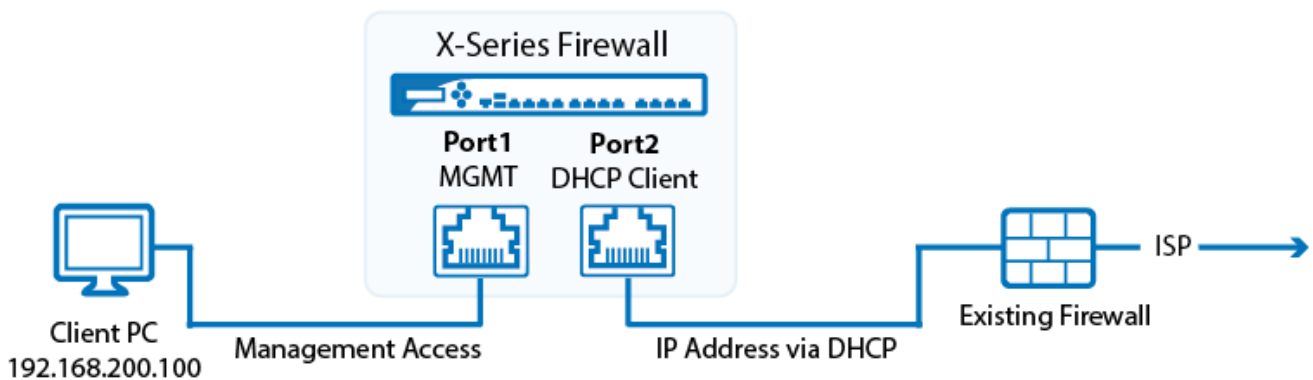 X-Series Firewall
Port1
MGMT
Port2
DHCP Client
Client PC
192.168.200.100
Management Access
IP Address via DHCP
Existing Firewall
ISP